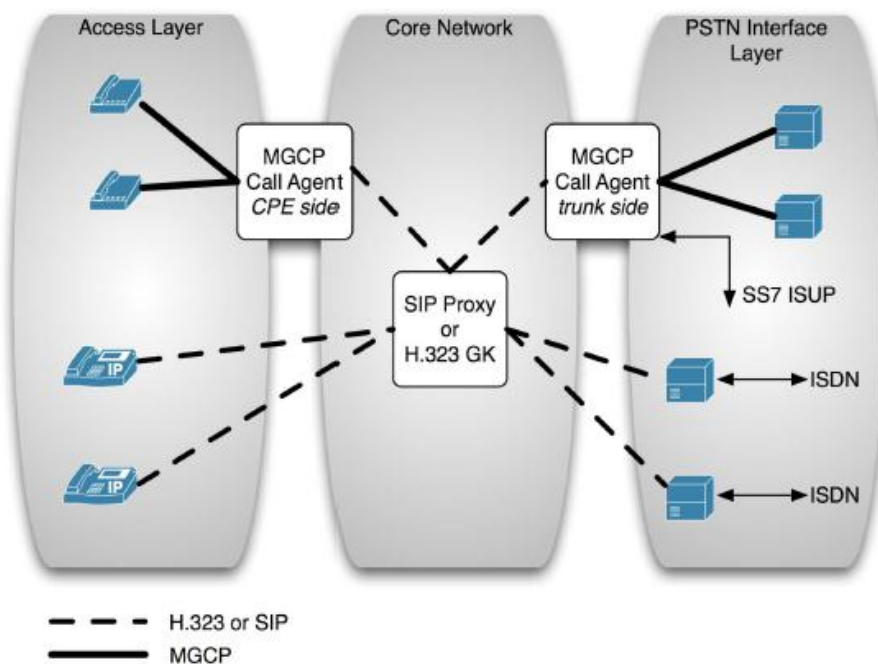 Access Layer
Core Network
PSTN Interface
Layer
MGCP
Call Agent
CPE side
MGCP
Call Agent
trunk side
SS7 ISUP
SIP Proxy
or
H.323 GK
IP
ISDN
IP
ISDN
H.323 or SIP
MGCP